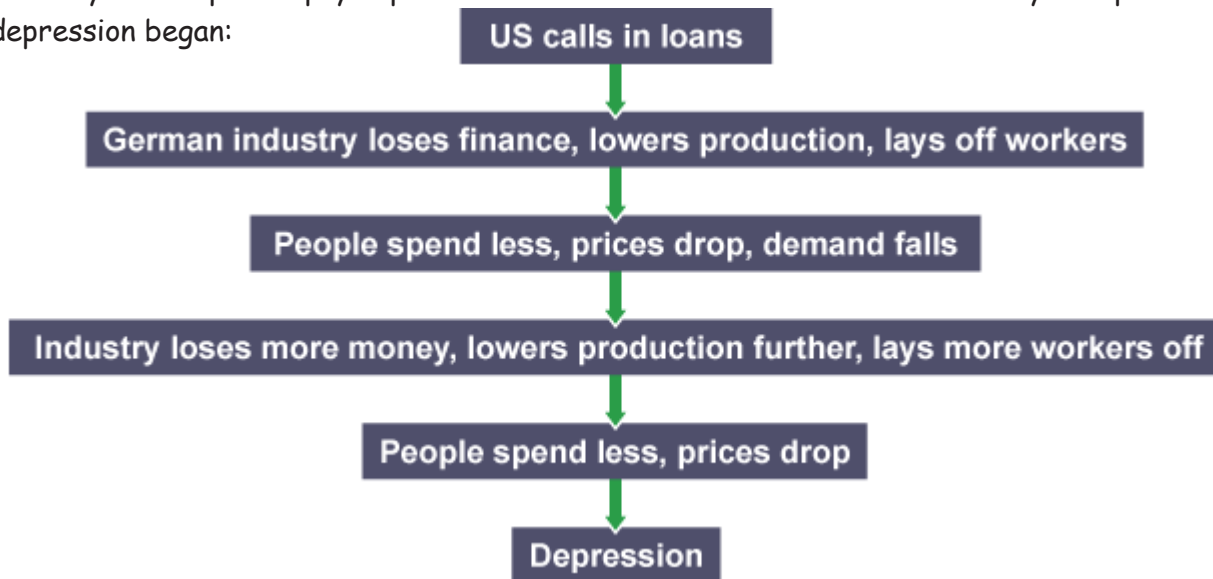 depression began:
US calls in loans
German industry loses finance, lowers production, lays off workers
People spend less, prices drop, demand falls
Industry loses more money, lowers production further, lays more workers off
People spend less, prices drop
Depression